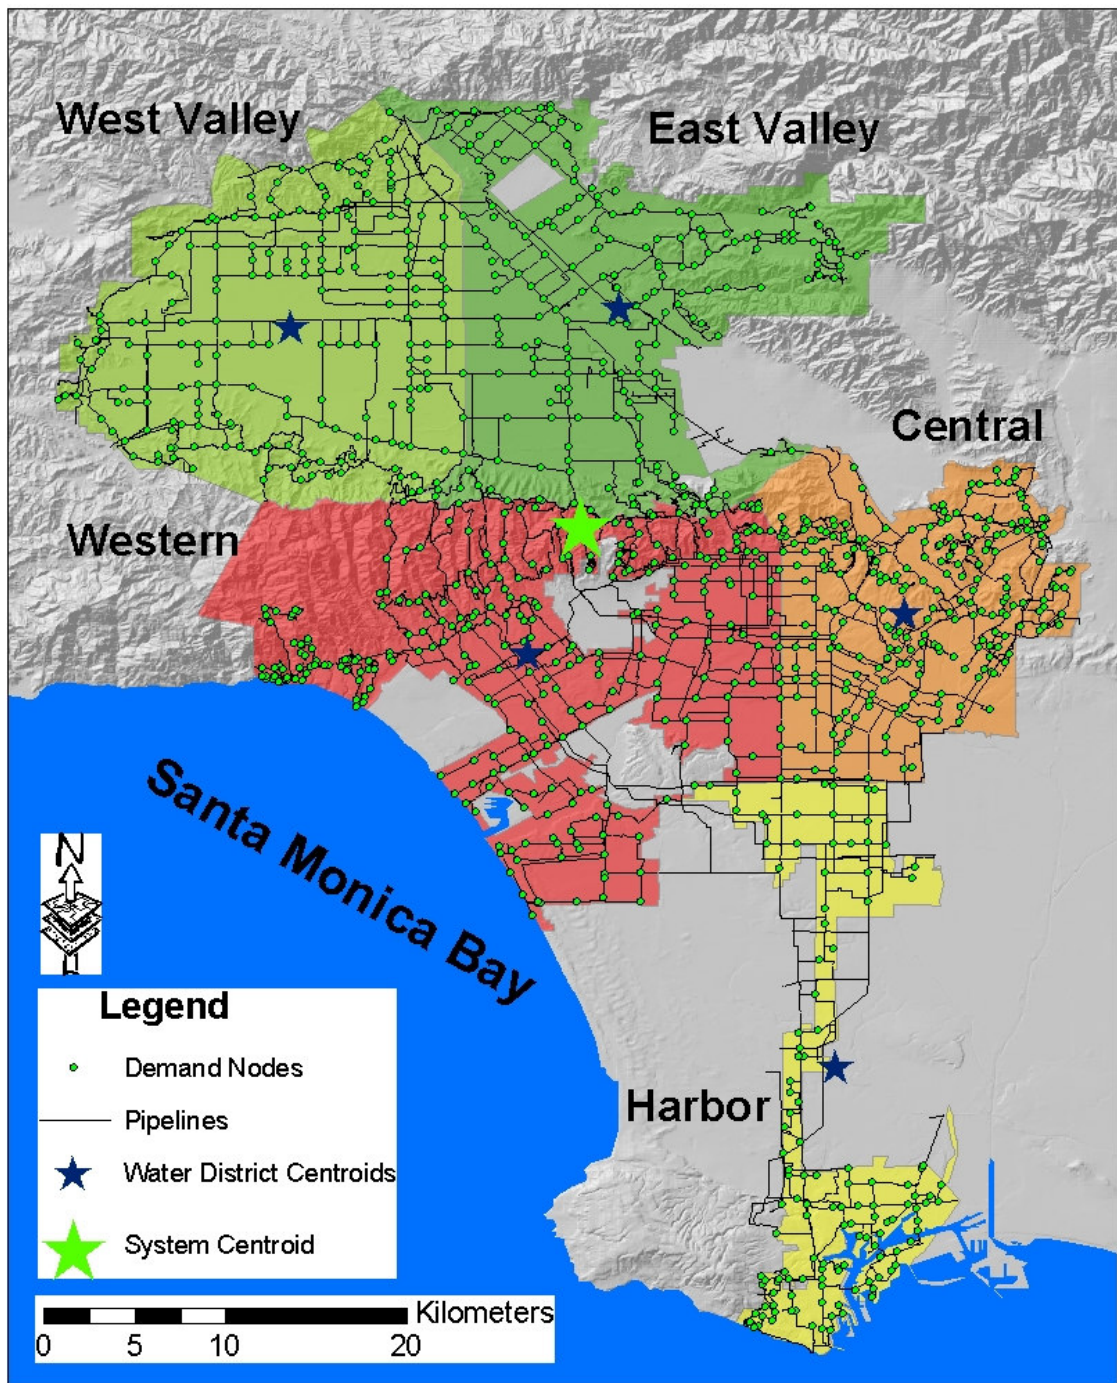 West Valley
East Valley
Central
Western
Santa Monica Bay
N
Harbor
Legend
Demand Nodes
Pipelines
Water District Centroids
System Centroid
Kilometers
0 5 10 20